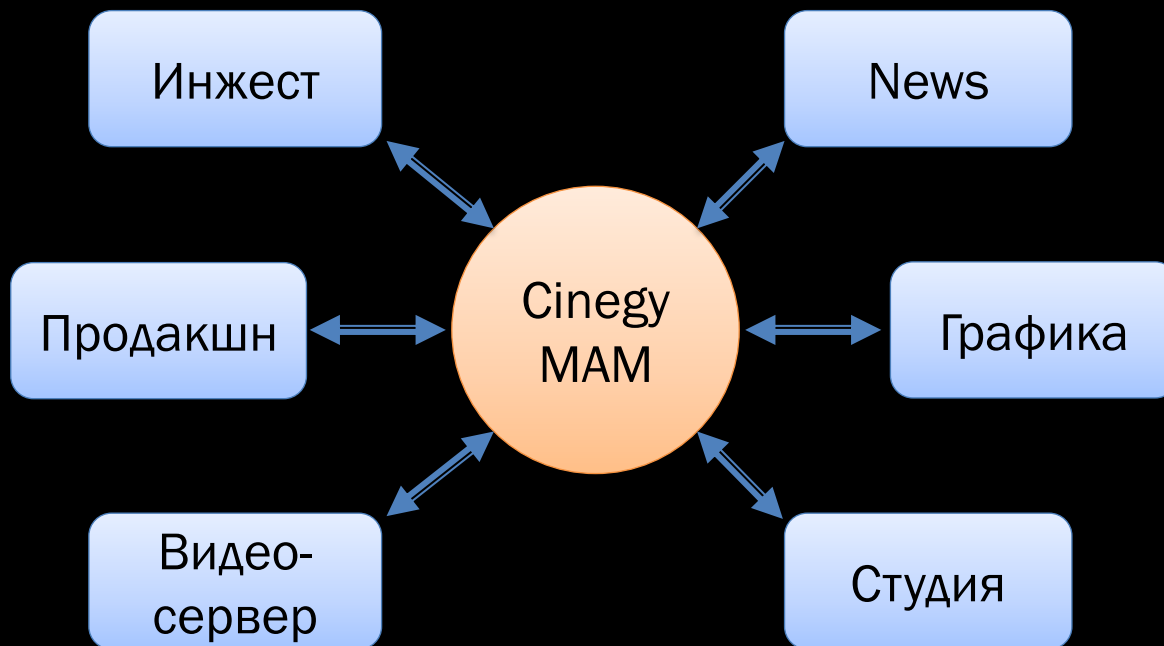 Инжест
News
Cinegy
MAM
Продакшн
Графика
Видео-
сервер
Студия